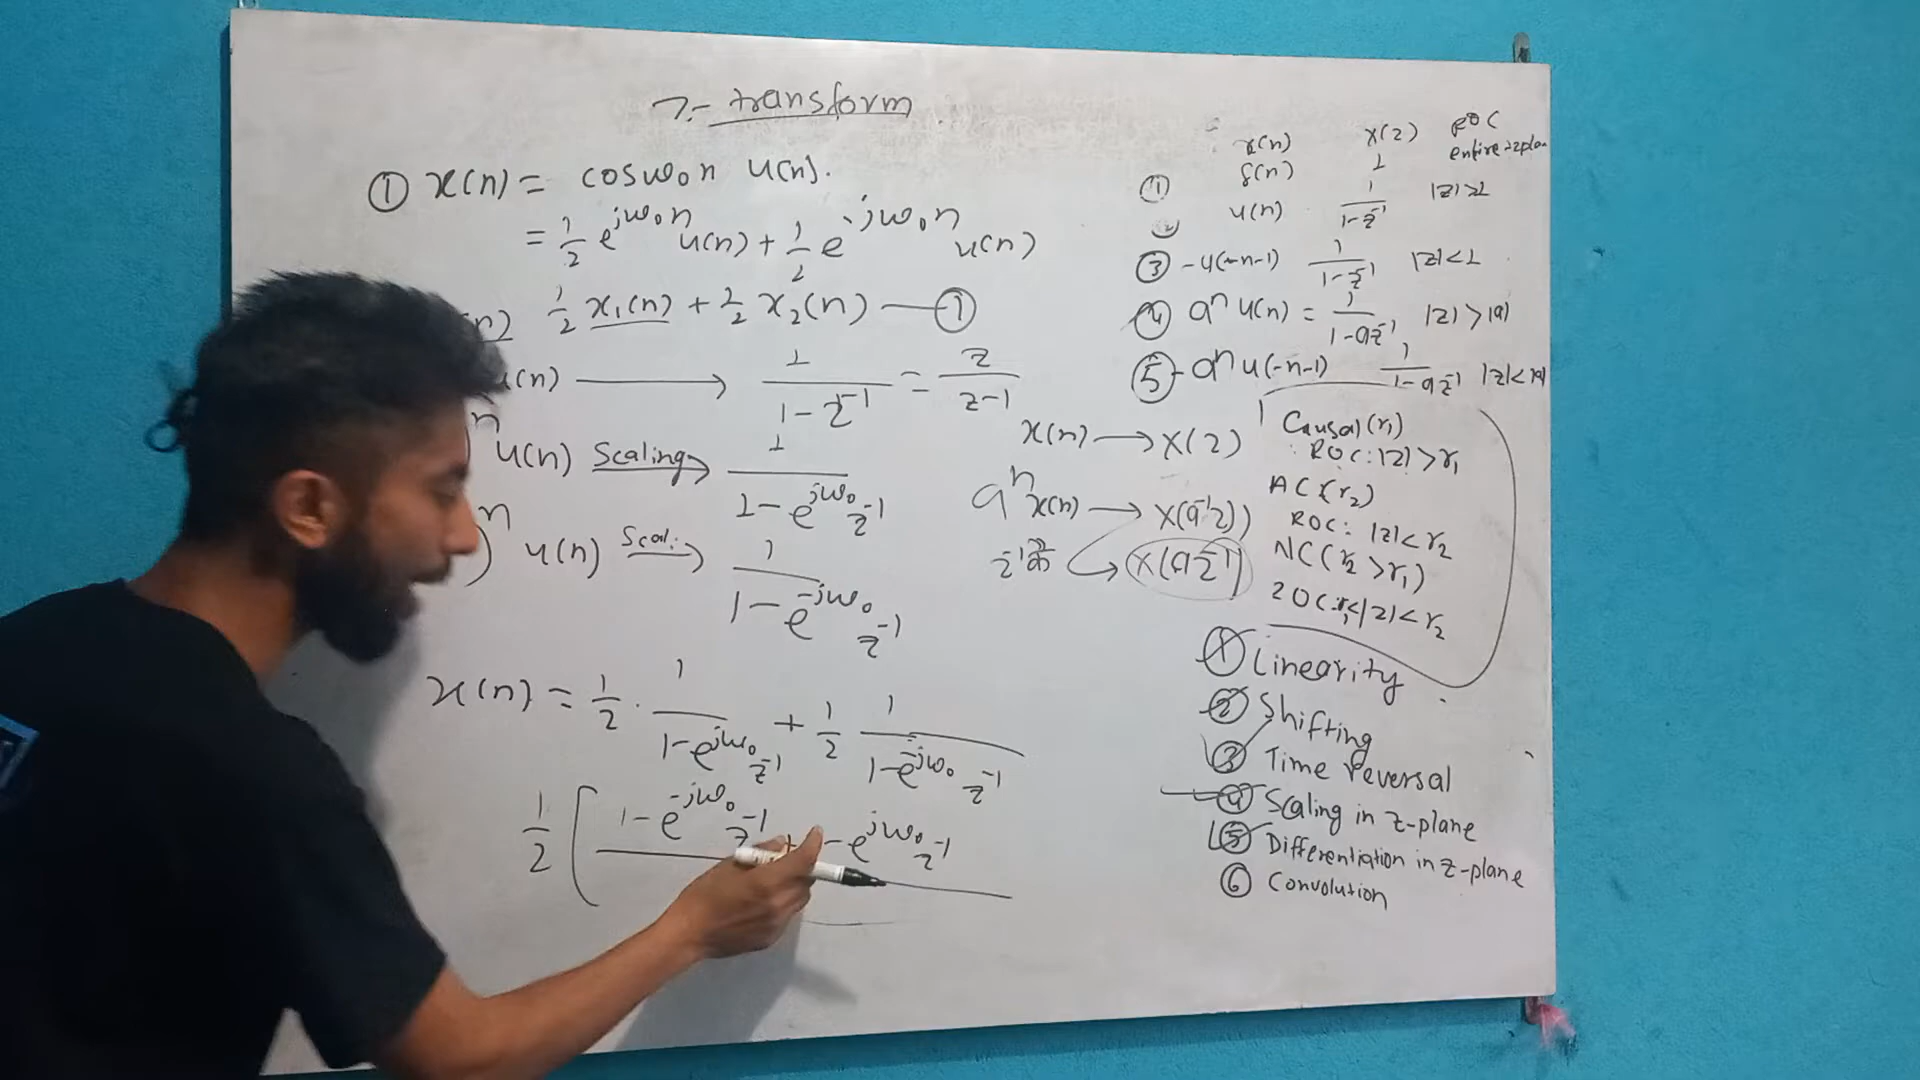 Z- transform
① x(n) = cosω₀n u(n).
= 1/2 e^{jω₀n} u(n) + 1/2 e^{-jω₀n} u(n)
(n) 1/2 x₁(n) + 1/2 x₂(n) — ①
u(n) ⟶ 1/(1-z^{-1}) = z/(z-1)
)^n u(n) Scaling → 1/(1-e^{jω₀}z^{-1})
)^n u(n) Scal. → 1/(1-e^{-jω₀}z^{-1})
x(n) = 1/2 · 1/(1-e^{jω₀}z^{-1}) + 1/2 1/(1-e^{-jω₀}z^{-1})
1/2 [ 1-e^{-jω₀}z^{-1} + -e^{jω₀}z^{-1}
x(n) X(z) ROC
① δ(n) 1 entire z plan
② u(n) 1/(1-z^{-1}) |z|>1
③ -u(-n-1) 1/(1-z^{-1}) |z|<1
④ a^n u(n) = 1/(1-az^{-1}) |z|>|a|
⑤ -a^n u(-n-1) 1/(1-az^{-1}) |z|<|a|
x(n) ⟶ X(z)
a^n x(n) ⟶ X(a^{-1}z))
X(az^{-1})
Causal (r₁)
ROC: |z|>r₁
AC (r₂)
ROC: |z|<r₂
NC (r₂>r₁)
ROC: r₁<|z|<r₂
① Linearity
② Shifting
③ Time reversal
④ Scaling in z-plane
⑤ Differentiation in z-plane
⑥ Convolution